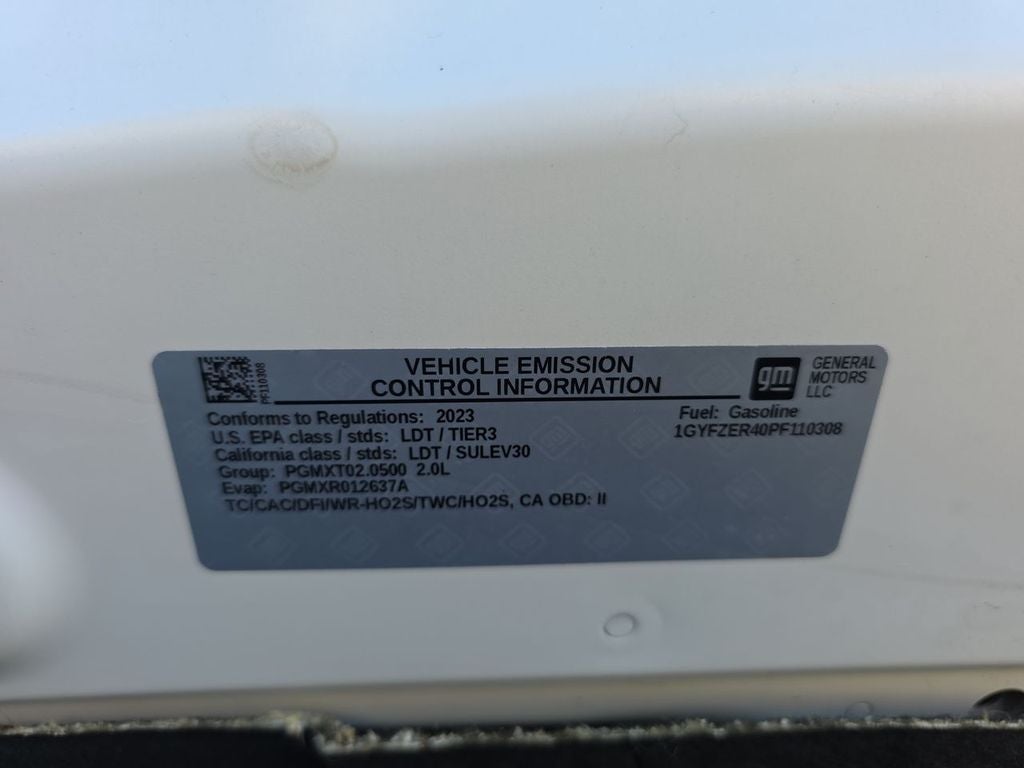 PF110308
VEHICLE EMISSION
CONTROL INFORMATION
gm
GENERAL
MOTORS
LLC
Conforms to Regulations: 2023
U.S. EPA class / stds: LDT / TIER3
California class / stds: LDT / SULEV30
Group: PGMXT02.0500 2.0L
Evap: PGMXR012637A
TC/CAC/DFI/WR-HO2S/TWC/HO2S, CA OBD: II
Fuel: Gasoline
1GYFZER40PF110308